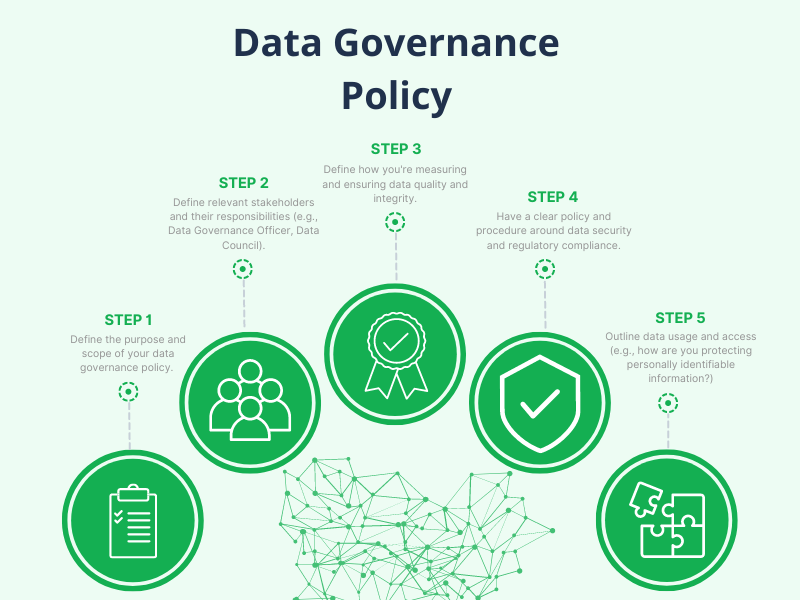 Data Governance
Policy
STEP 1
Define the purpose and
scope of your data
governance policy.
STEP 2
Define relevant stakeholders
and their responsibilities (e.g.,
Data Governance Officer, Data
Council).
STEP 3
Define how you're measuring
and ensuring data quality and
integrity.
STEP 4
Have a clear policy and
procedure around data security
and regulatory compliance.
STEP 5
Outline data usage and access
(e.g., how are you protecting
personally identifiable
information?)